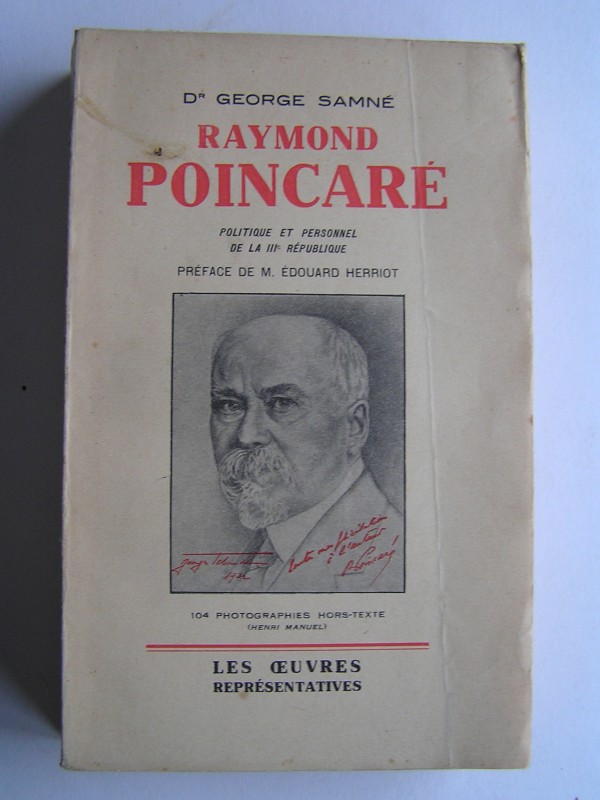 Dʳ GEORGE SAMNÉ
RAYMOND
POINCARÉ
POLITIQUE ET PERSONNEL
DE LA IIIᵉ RÉPUBLIQUE
PRÉFACE DE M. ÉDOUARD HERRIOT
à l'auteur
104 PHOTOGRAPHIES HORS-TEXTE
(HENRI MANUEL)
LES ŒUVRES
REPRÉSENTATIVES